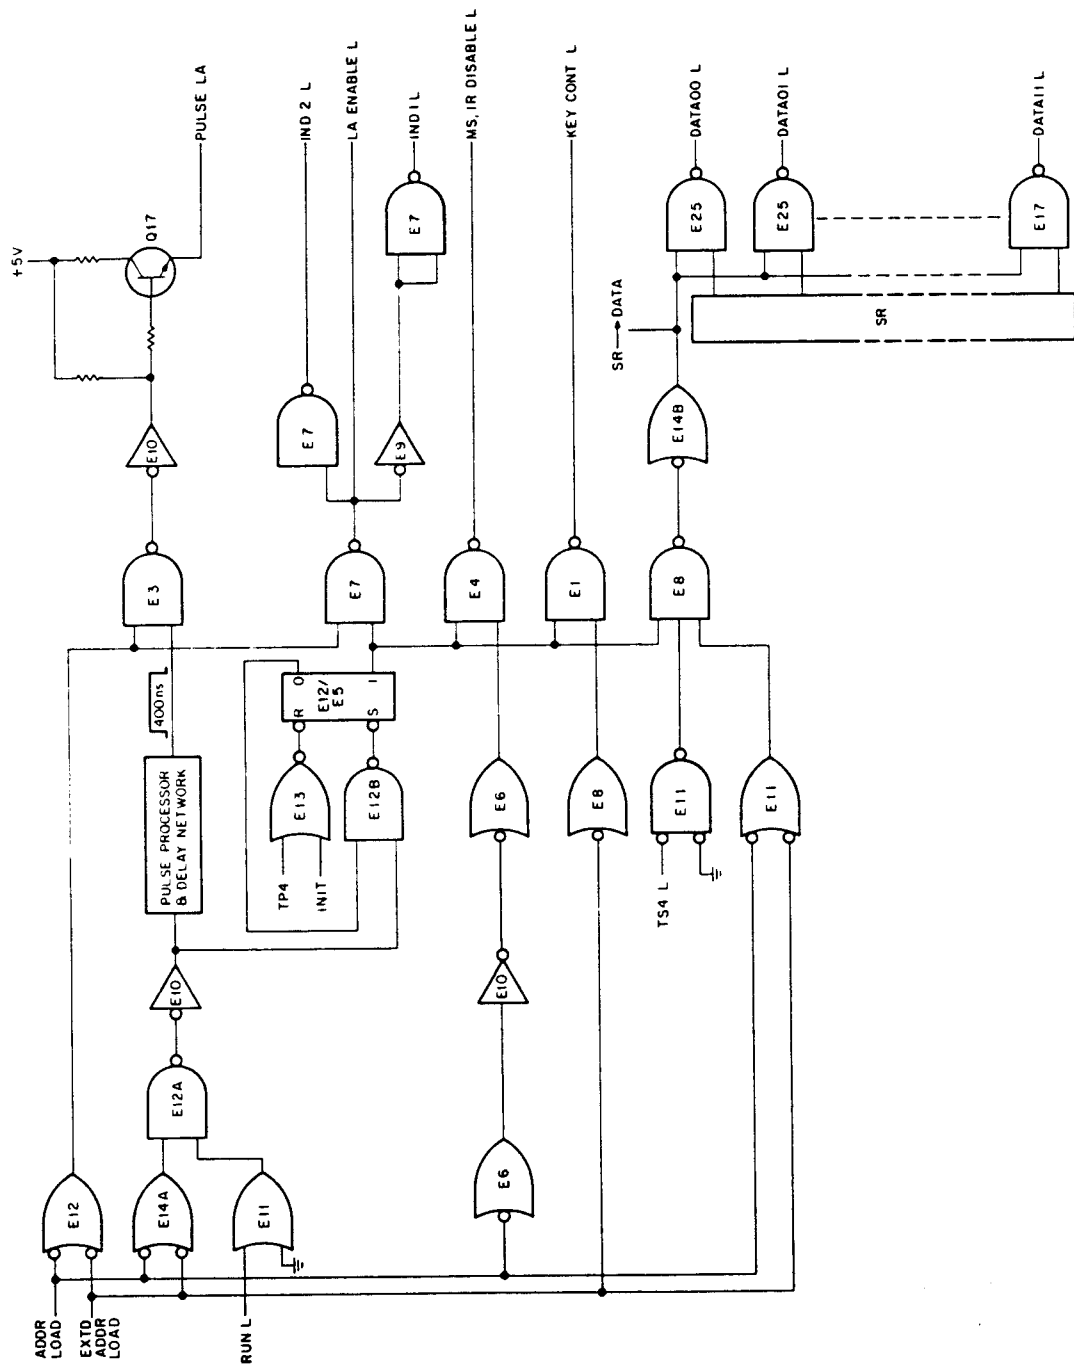 +5V
Q17
PULSE LA
E10
E3
400ns
PULSE PROCESSOR
& DELAY NETWORK
E10
E12A
E12
E14A
E11
ADDR
LOAD
EXTD
ADDR
LOAD
RUN L
IND 2 L
E7
LA ENABLE L
E7
E9
IND1 L
E7
O
R
E12/
E5
S
1
E13
E12B
TP4
INIT
MS, IR DISABLE L
E4
E6
E10
E6
KEY CONT L
E1
E8
SR→DATA
E14B
E8
E11
TS4 L
E11
SR
E25
DATA00 L
E25
DATA01 L
E17
DATA11 L